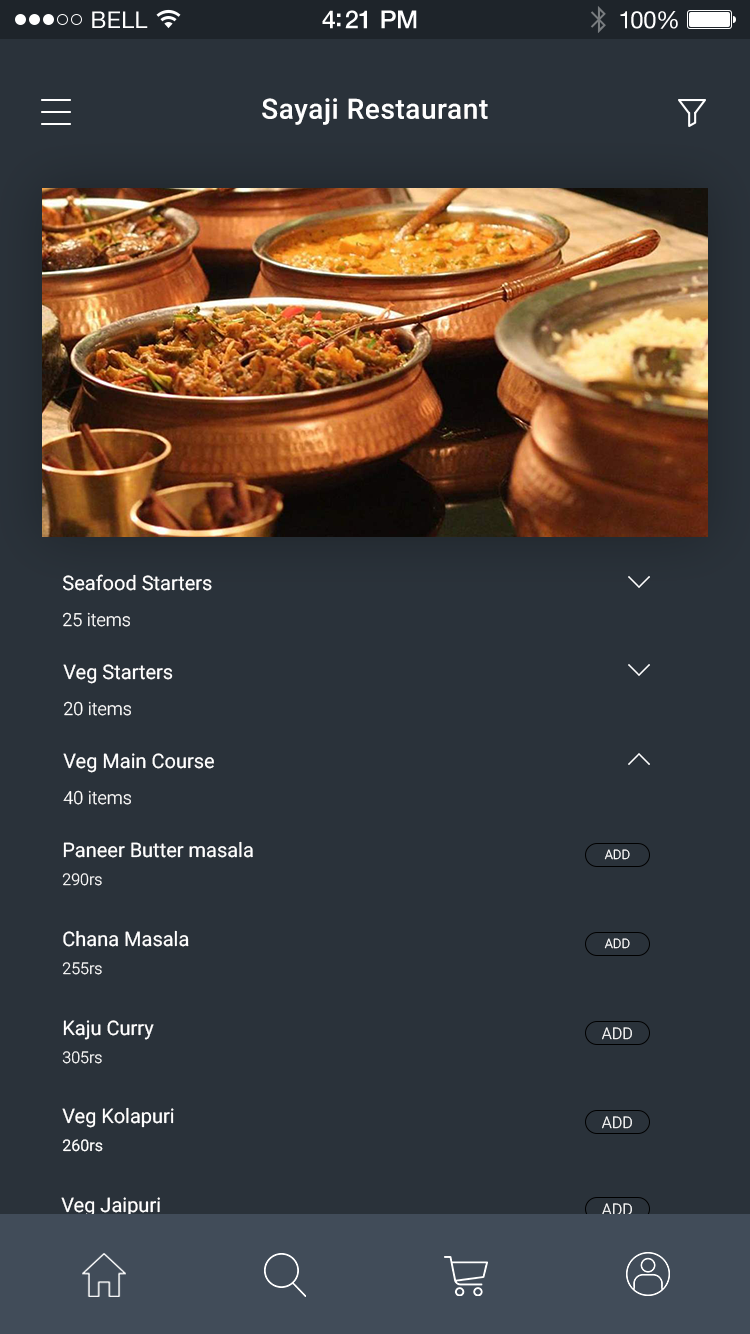 BELL 4:21 PM 100%
Sayaji Restaurant
Seafood Starters
25 items
Veg Starters
20 items
Veg Main Course
40 items
Paneer Butter masala ADD
290rs
Chana Masala ADD
255rs
Kaju Curry ADD
305rs
Veg Kolapuri ADD
260rs
Veg Jaipuri ADD